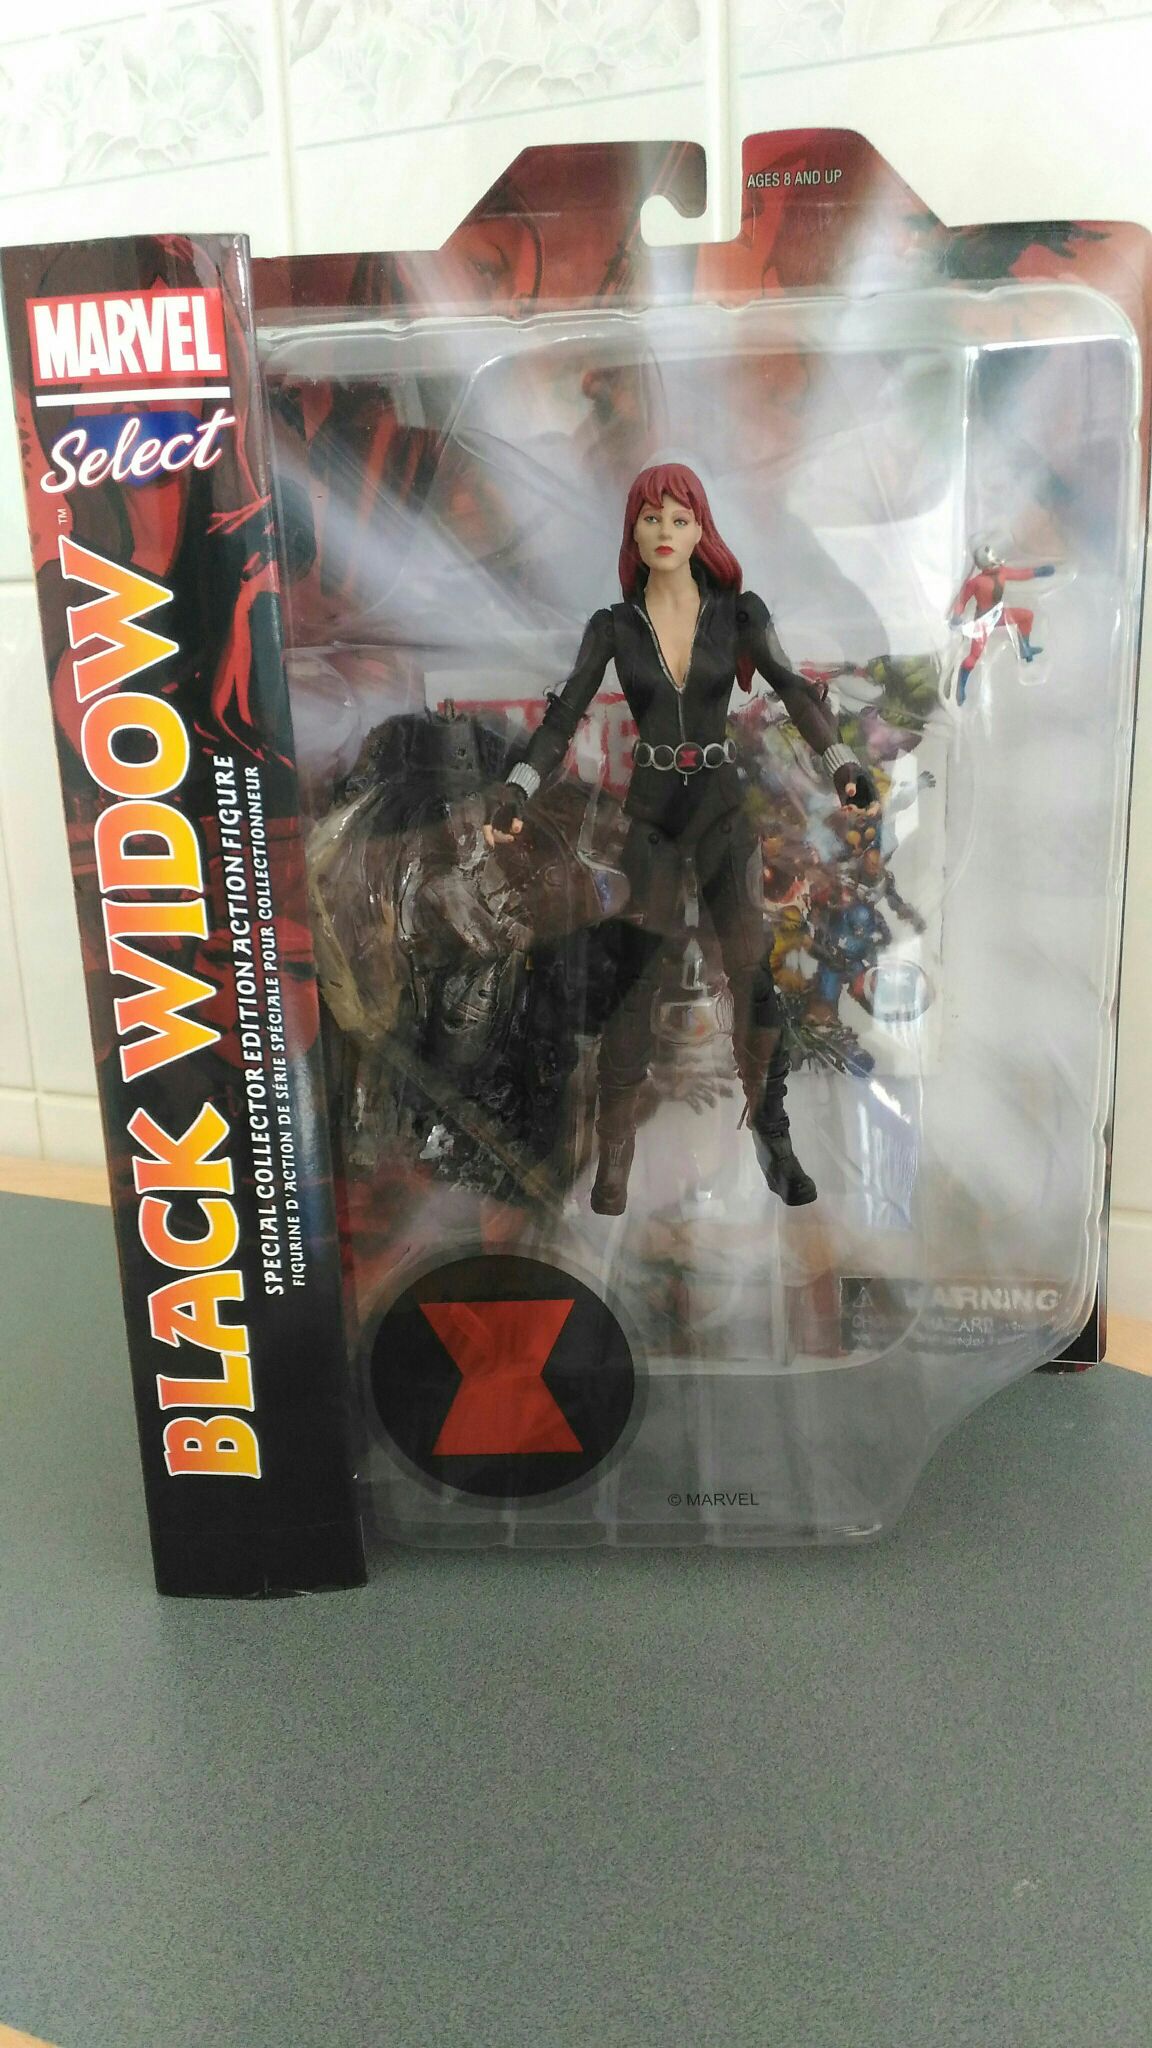 AGES 8 AND UP
MARVEL
Select
BLACK WIDOW™
SPECIAL COLLECTOR EDITION ACTION FIGURE
FIGURINE D'ACTION DE SÉRIE SPÉCIALE POUR COLLECTIONNEUR
WARNING
© MARVEL